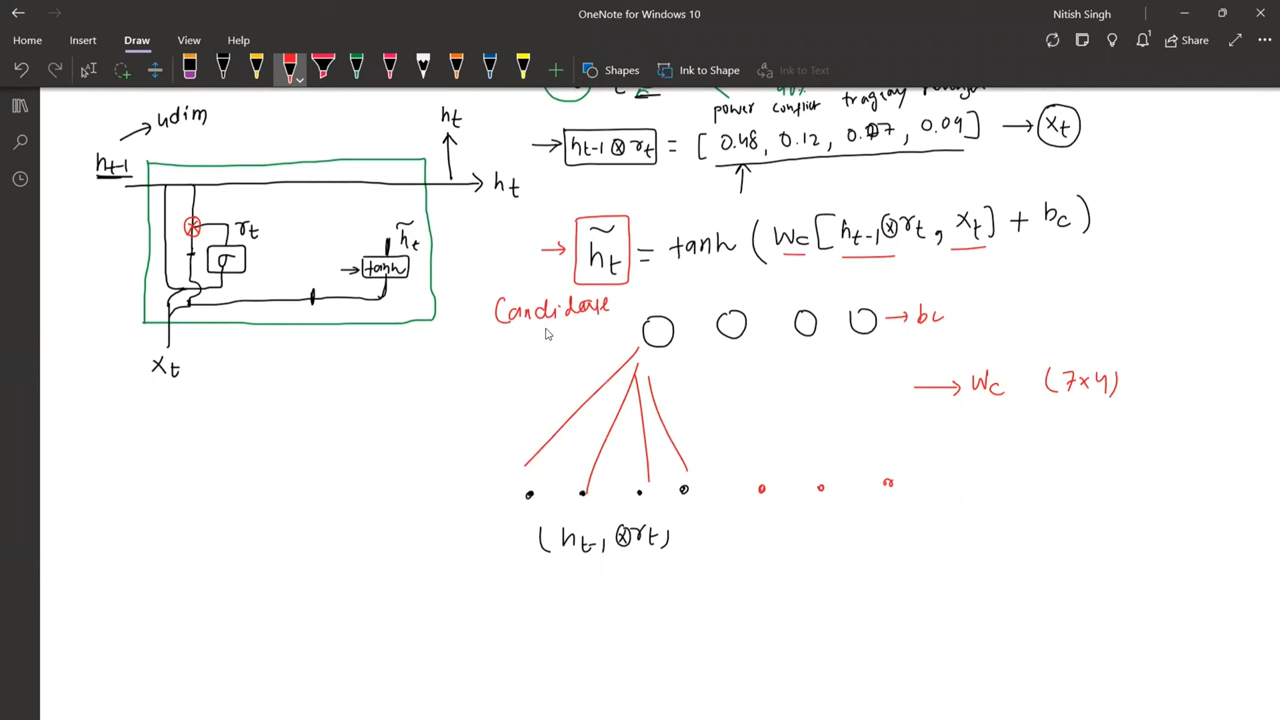 OneNote for Windows 10
Nitish Singh
Home Insert Draw View Help
Share
Shapes
Ink to Shape
Ink to Text
power conflict tragedy
→ 4dim
ht-1
ht
→ ht
rt
σ
h̃t
→ tanh
xt
→ ht-1 ⊗ rt = [ 0.48, 0.12, 0.07, 0.09 ] → xt
→ h̃t = tanh ( Wc [ ht-1 ⊗ rt, xt ] + bc )
Candidate
→ bc
→ Wc (7×4)
( ht-1 ⊗ rt )